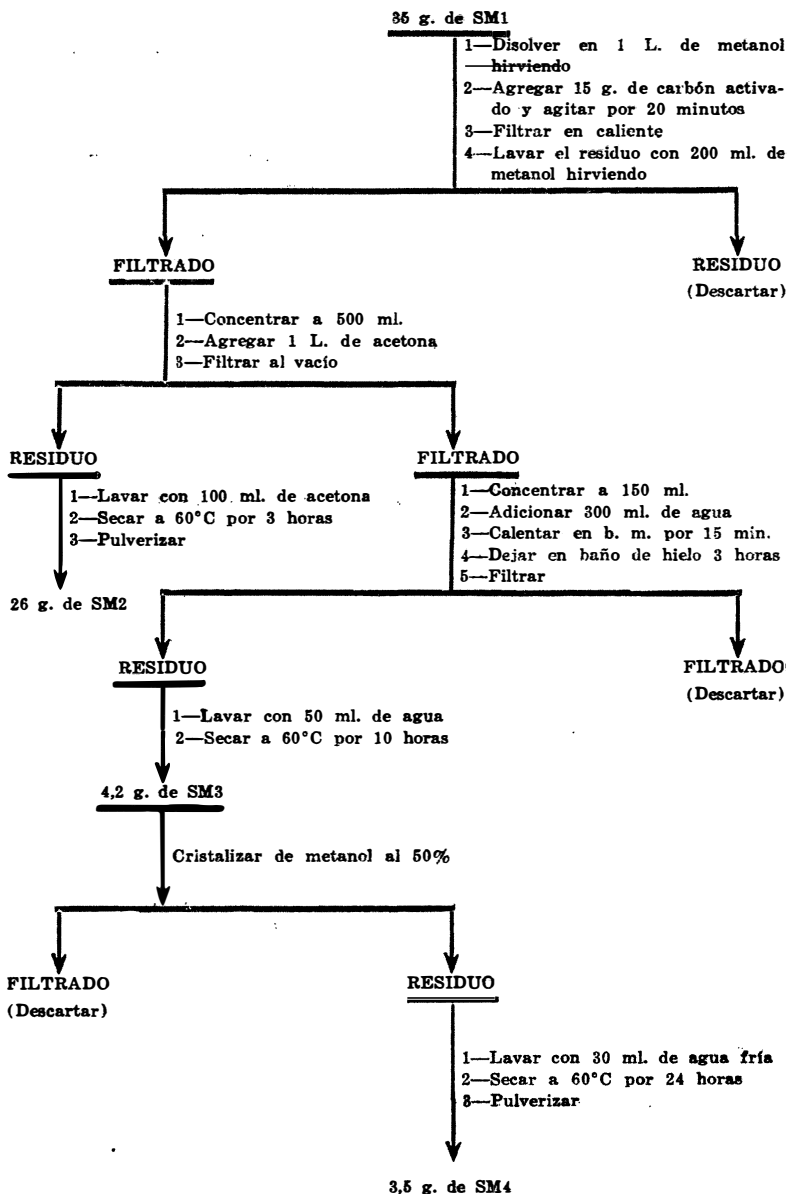 35 g. de SM1
1—Disolver en 1 L. de metanol
hirviendo
2—Agregar 15 g. de carbón activa-
do y agitar por 20 minutos
3—Filtrar en caliente
4—Lavar el residuo con 200 ml. de
metanol hirviendo
FILTRADO
RESIDUO
(Descartar)
1—Concentrar a 500 ml.
2—Agregar 1 L. de acetona
3—Filtrar al vacío
RESIDUO
FILTRADO
1—Lavar con 100 ml. de acetona
2—Secar a 60°C por 3 horas
3—Pulverizar
1—Concentrar a 150 ml.
2—Adicionar 300 ml. de agua
3—Calentar en b. m. por 15 min.
4—Dejar en baño de hielo 3 horas
5—Filtrar
26 g. de SM2
RESIDUO
FILTRADO
(Descartar)
1—Lavar con 50 ml. de agua
2—Secar a 60°C por 10 horas
4,2 g. de SM3
Cristalizar de metanol al 50%
FILTRADO
(Descartar)
RESIDUO
1—Lavar con 30 ml. de agua fría
2—Secar a 60°C por 24 horas
3—Pulverizar
3,5 g. de SM4